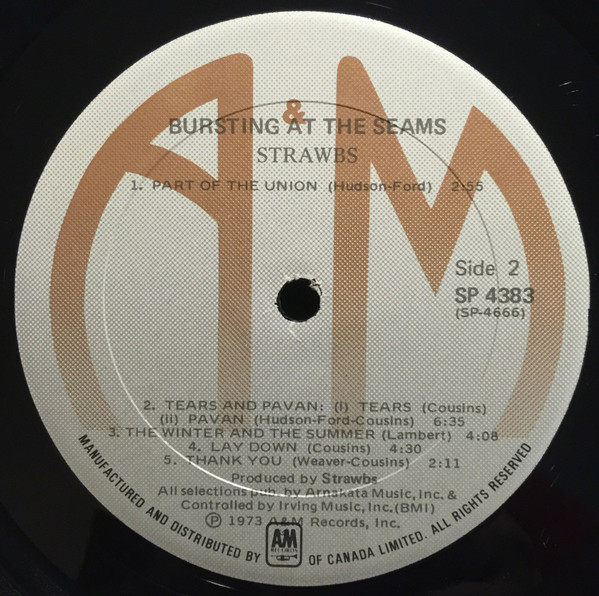 A&M
BURSTING AT THE SEAMS
STRAWBS
1. PART OF THE UNION (Hudson-Ford) 2:55
Side 2
SP 4383
(SP-4666)
2. TEARS AND PAVAN: (i) TEARS (Cousins)
(ii) PAVAN (Hudson-Ford-Cousins) 6:35
3. THE WINTER AND THE SUMMER (Lambert) 4:08
4. LAY DOWN (Cousins) 4:30
5. THANK YOU (Weaver-Cousins) 2:11
Produced by Strawbs
All selections pub. by Arnakata Music, Inc. &
Controlled by Irving Music, Inc. (BMI)
Ⓟ 1973 A&M Records, Inc.
MANUFACTURED AND DISTRIBUTED BY A&M RECORDS OF CANADA LIMITED. ALL RIGHTS RESERVED